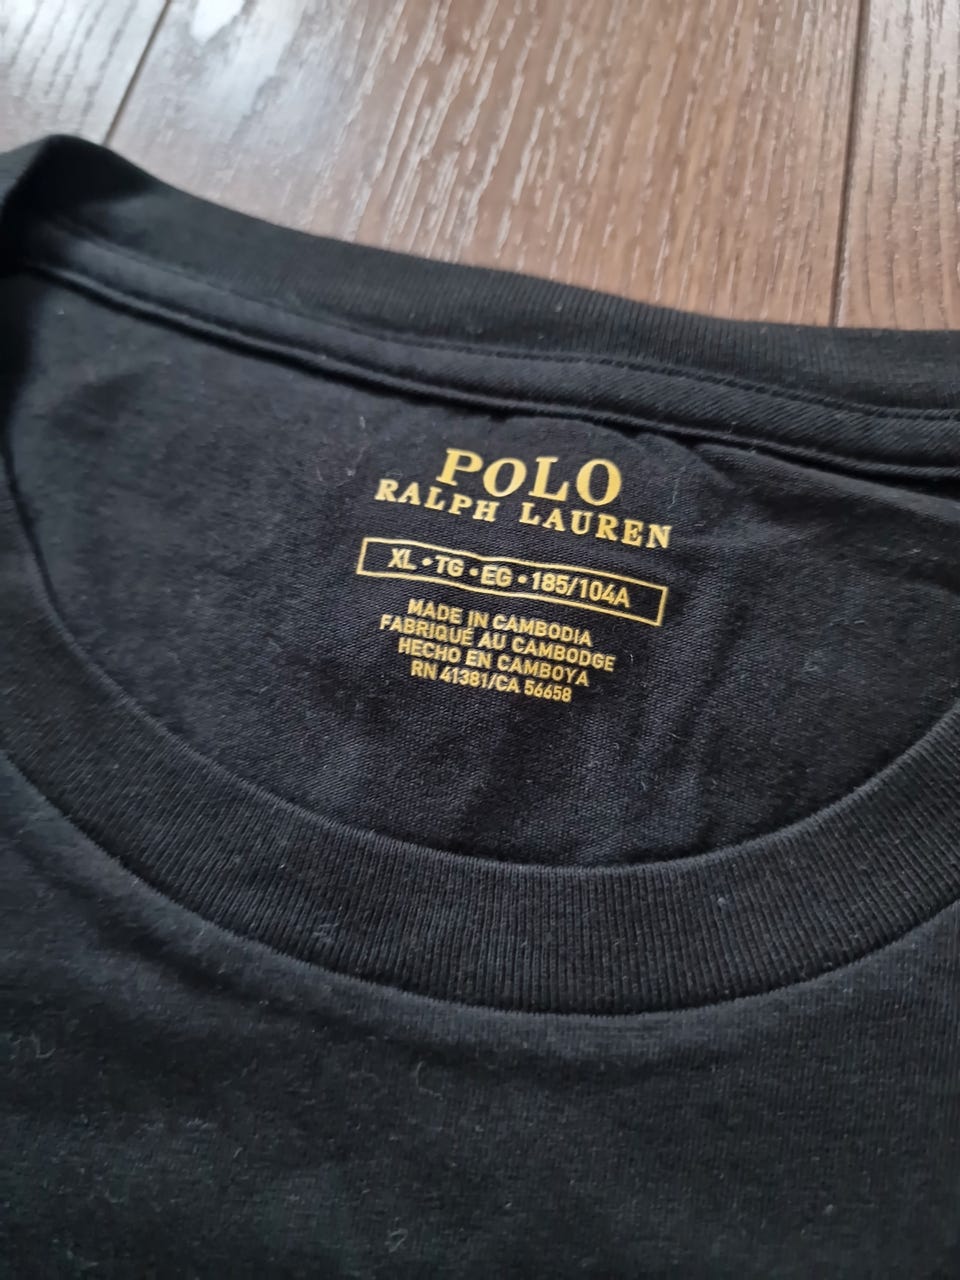 POLO
RALPH LAUREN
XL • TG • EG • 185/104A
MADE IN CAMBODIA
FABRIQUÉ AU CAMBODGE
HECHO EN CAMBOYA
RN 41381/CA 56658